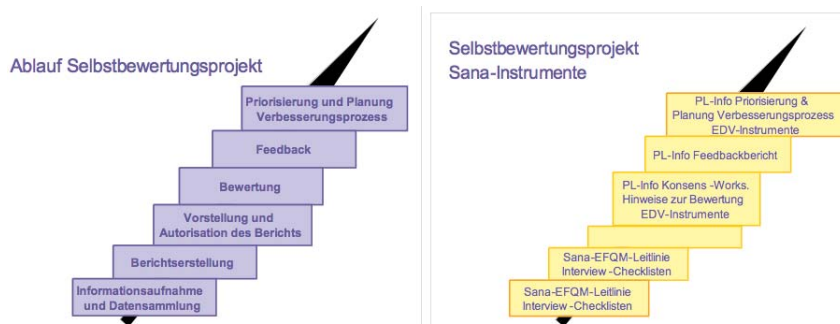 Ablauf Selbstbewertungsprojekt
Priorisierung und Planung
Verbesserungsprozess
Feedback
Bewertung
Vorstellung und
Autorisation des Berichts
Berichtserstellung
Informationsaufnahme
und Datensammlung
Selbstbewertungsprojekt
Sana-Instrumente
PL-Info Priorisierung &
Planung Verbesserungsprozess
EDV-Instrumente
PL-Info Feedbackbericht
PL-Info Konsens -Works.
Hinweise zur Bewertung
EDV-Instrumente
Sana-EFQM-Leitlinie
Interview -Checklisten
Sana-EFQM-Leitlinie
Interview -Checklisten